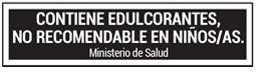 CONTIENE EDULCORANTES,
NO RECOMENDABLE EN NIÑOS/AS.
Ministerio de Salud